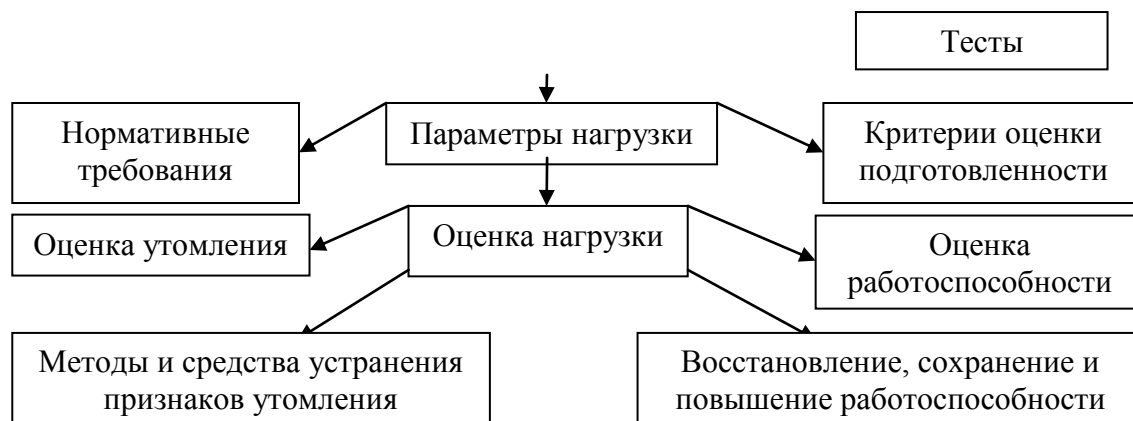 Тесты
Нормативные
требования
Параметры нагрузки
Критерии оценки
подготовленности
Оценка утомления
Оценка нагрузки
Оценка
работоспособности
Методы и средства устранения
признаков утомления
Восстановление, сохранение и
повышение работоспособности